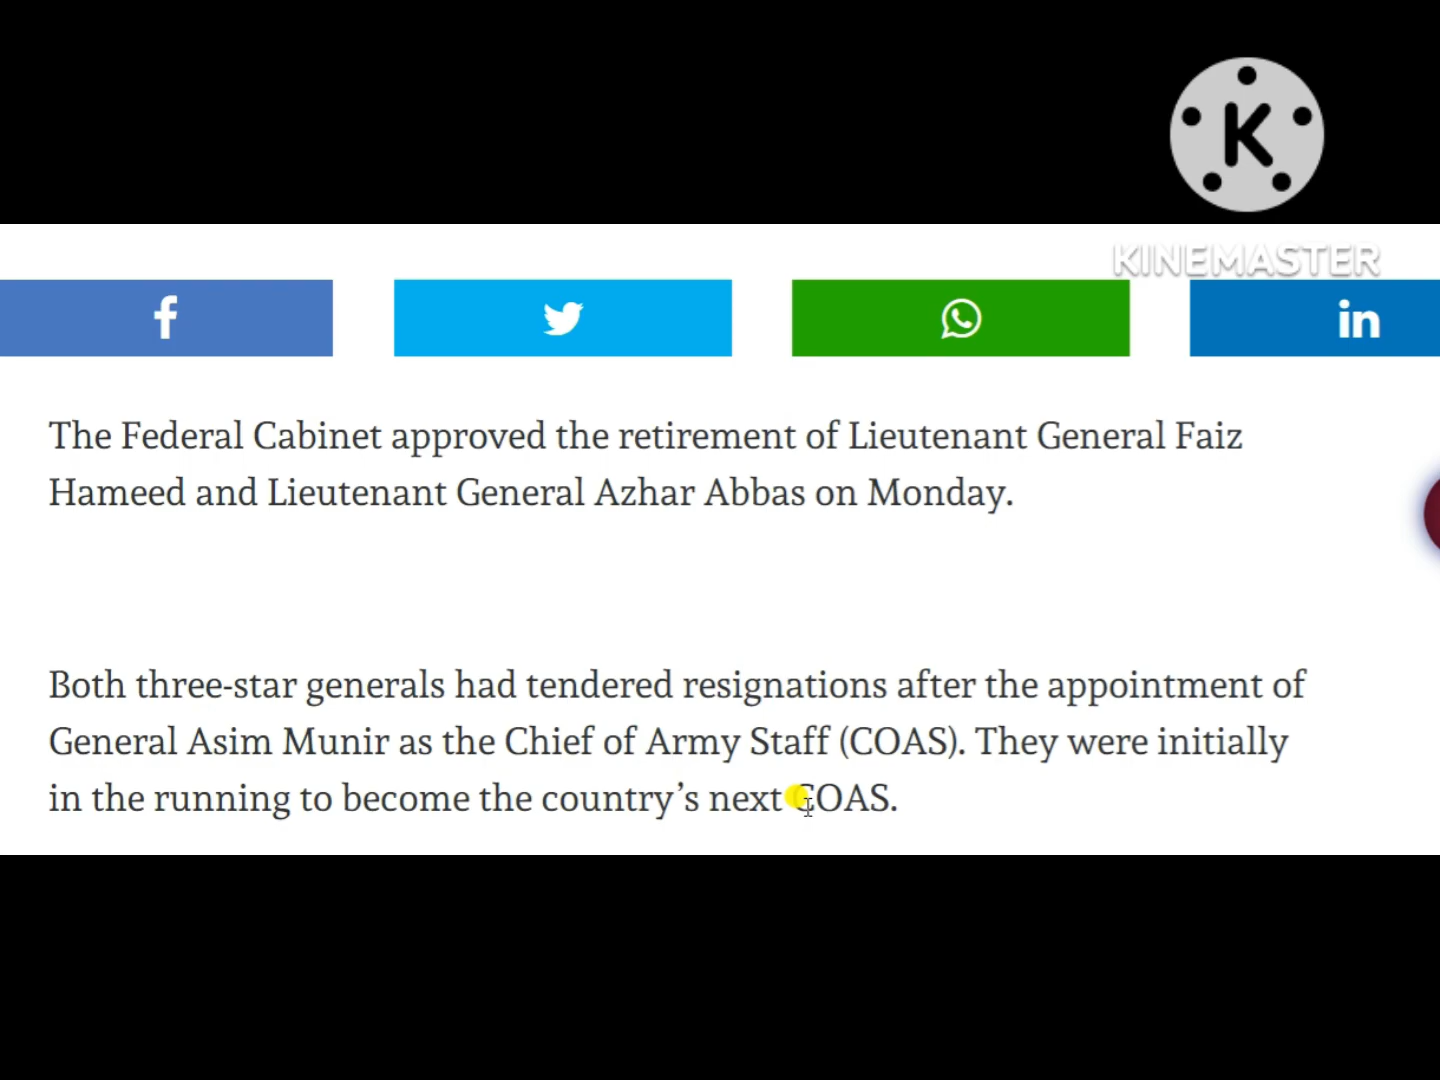 K
KINEMASTER
f
in
The Federal Cabinet approved the retirement of Lieutenant General Faiz
Hameed and Lieutenant General Azhar Abbas on Monday.
Both three-star generals had tendered resignations after the appointment of
General Asim Munir as the Chief of Army Staff (COAS). They were initially
in the running to become the country’s next COAS.